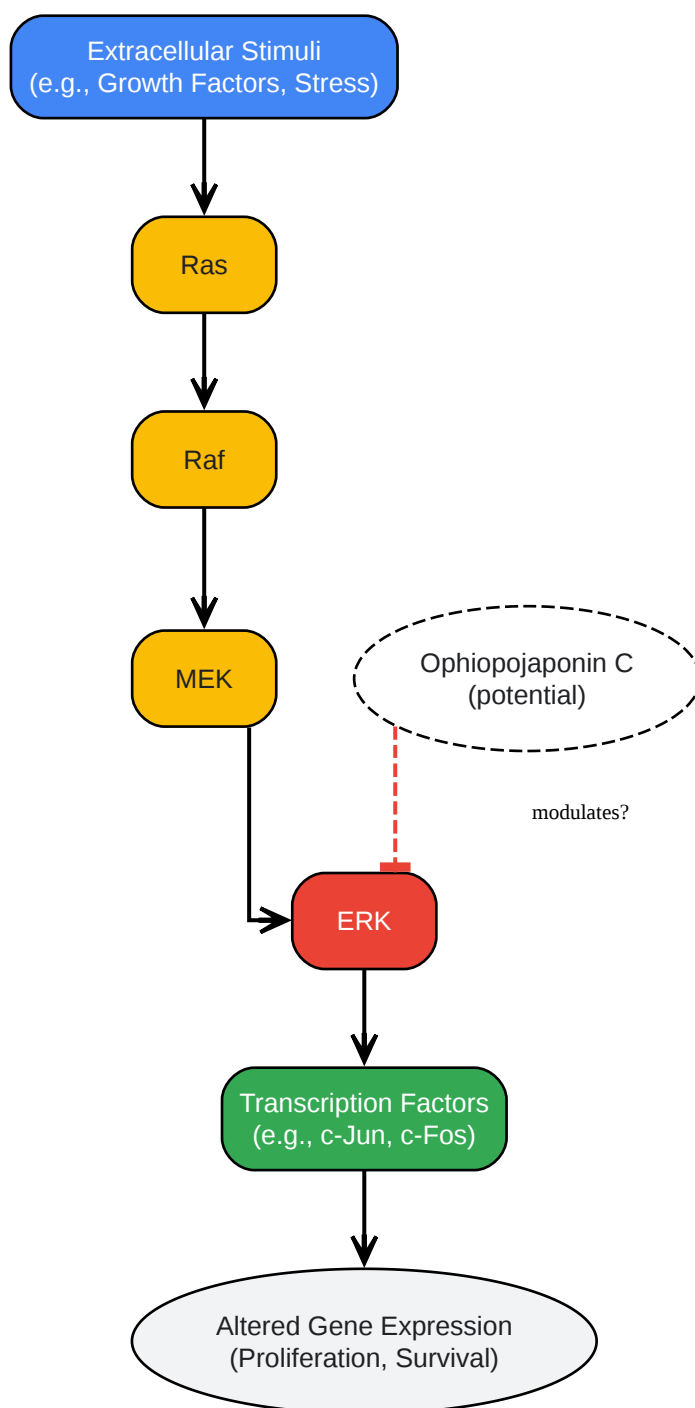 Extracellular Stimuli
(e.g., Growth Factors, Stress)
Ras
Raf
MEK
Ophiopojaponin C
(potential)
modulates?
ERK
Transcription Factors
(e.g., c-Jun, c-Fos)
Altered Gene Expression
(Proliferation, Survival)